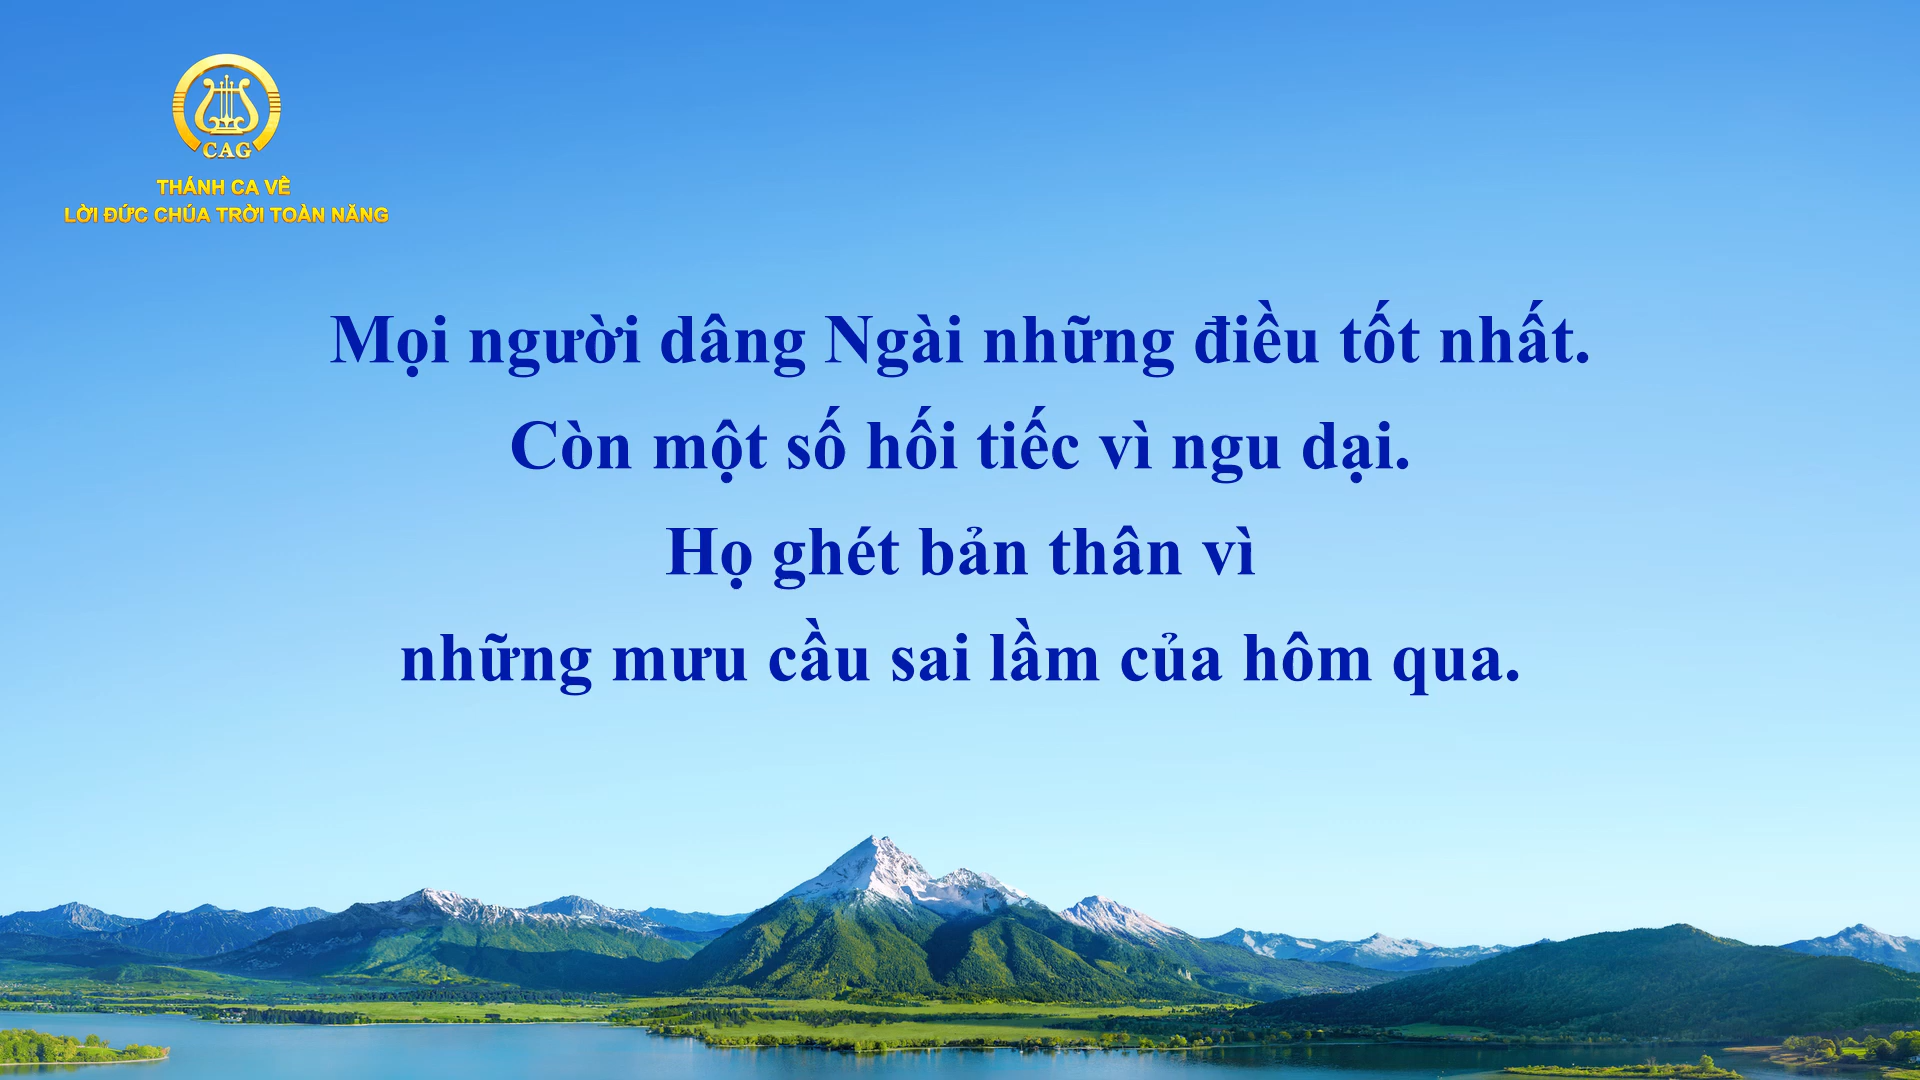 CAG
THÁNH CA VỀ
LỜI ĐỨC CHÚA TRỜI TOÀN NĂNG
Mọi người dâng Ngài những điều tốt nhất.
Còn một số hối tiếc vì ngu dại.
Họ ghét bản thân vì
những mưu cầu sai lầm của hôm qua.